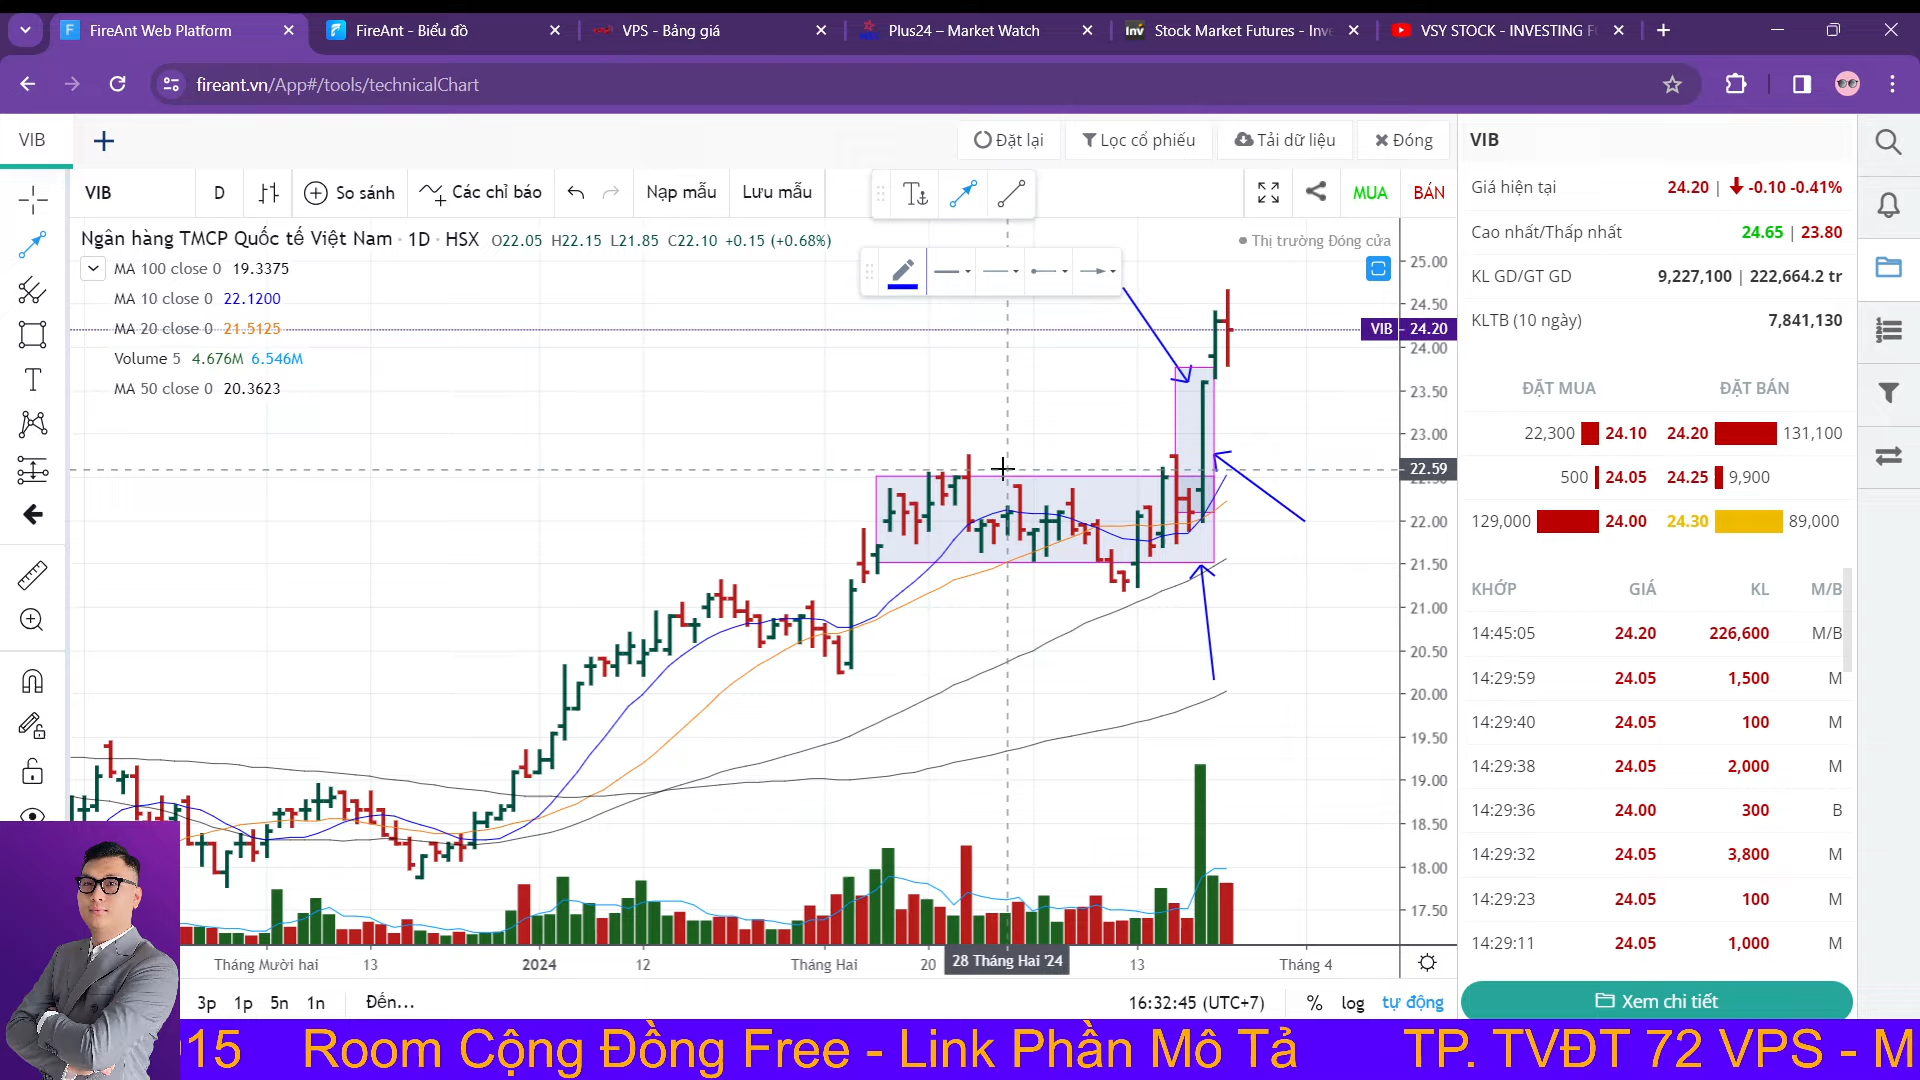 FireAnt Web Platform
FireAnt - Biểu đồ
VPS - Bảng giá
Plus24 – Market Watch
Stock Market Futures - Inve
VSY STOCK - INVESTING F
fireant.vn/App#/tools/technicalChart
VIB
Đặt lại
Lọc cổ phiếu
Tải dữ liệu
Đóng
VIB
D
So sánh
Các chỉ báo
Nạp mẫu
Lưu mẫu
MUA
BÁN
Ngân hàng TMCP Quốc tế Việt Nam · 1D · HSX O22.05 H22.15 L21.85 C22.10 +0.15 (+0.68%)
Thị trường Đóng cửa
MA 100 close 0 19.3375
MA 10 close 0 22.1200
MA 20 close 0 21.5125
Volume 5 4.676M 6.546M
MA 50 close 0 20.3623
25.00
24.50
VIB 24.20
24.00
23.50
23.00
22.59
22.00
21.50
21.00
20.50
20.00
19.50
19.00
18.50
18.00
17.50
Tháng Mười hai
13
2024
12
Tháng Hai
20
28 Tháng Hai '24
13
Tháng 4
3p
1p
5n
1n
Đến...
16:32:45 (UTC+7)
%
log
tự động
VIB
Giá hiện tại 24.20 | -0.10 -0.41%
Cao nhất/Thấp nhất 24.65 | 23.80
KL GD/GT GD 9,227,100 | 222,664.2 tr
KLTB (10 ngày) 7,841,130
ĐẶT MUA ĐẶT BÁN
22,300 24.10 24.20 131,100
500 24.05 24.25 9,900
129,000 24.00 24.30 89,000
KHỚP GIÁ KL M/B
14:45:05 24.20 226,600 M/B
14:29:59 24.05 1,500 M
14:29:40 24.05 100 M
14:29:38 24.05 2,000 M
14:29:36 24.00 300 B
14:29:32 24.05 3,800 M
14:29:23 24.05 100 M
14:29:11 24.05 1,000 M
Xem chi tiết
15 Room Cộng Đồng Free - Link Phần Mô Tả TP. TVĐT 72 VPS - M